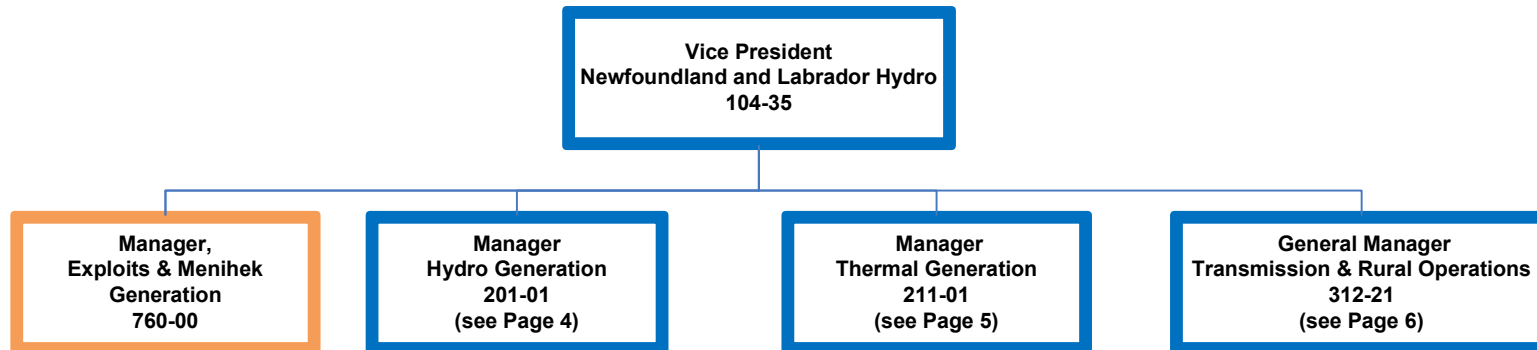 Vice President
Newfoundland and Labrador Hydro
104-35
Manager,
Exploits & Menihek
Generation
760-00
Manager
Hydro Generation
201-01
(see Page 4)
Manager
Thermal Generation
211-01
(see Page 5)
General Manager
Transmission & Rural Operations
312-21
(see Page 6)